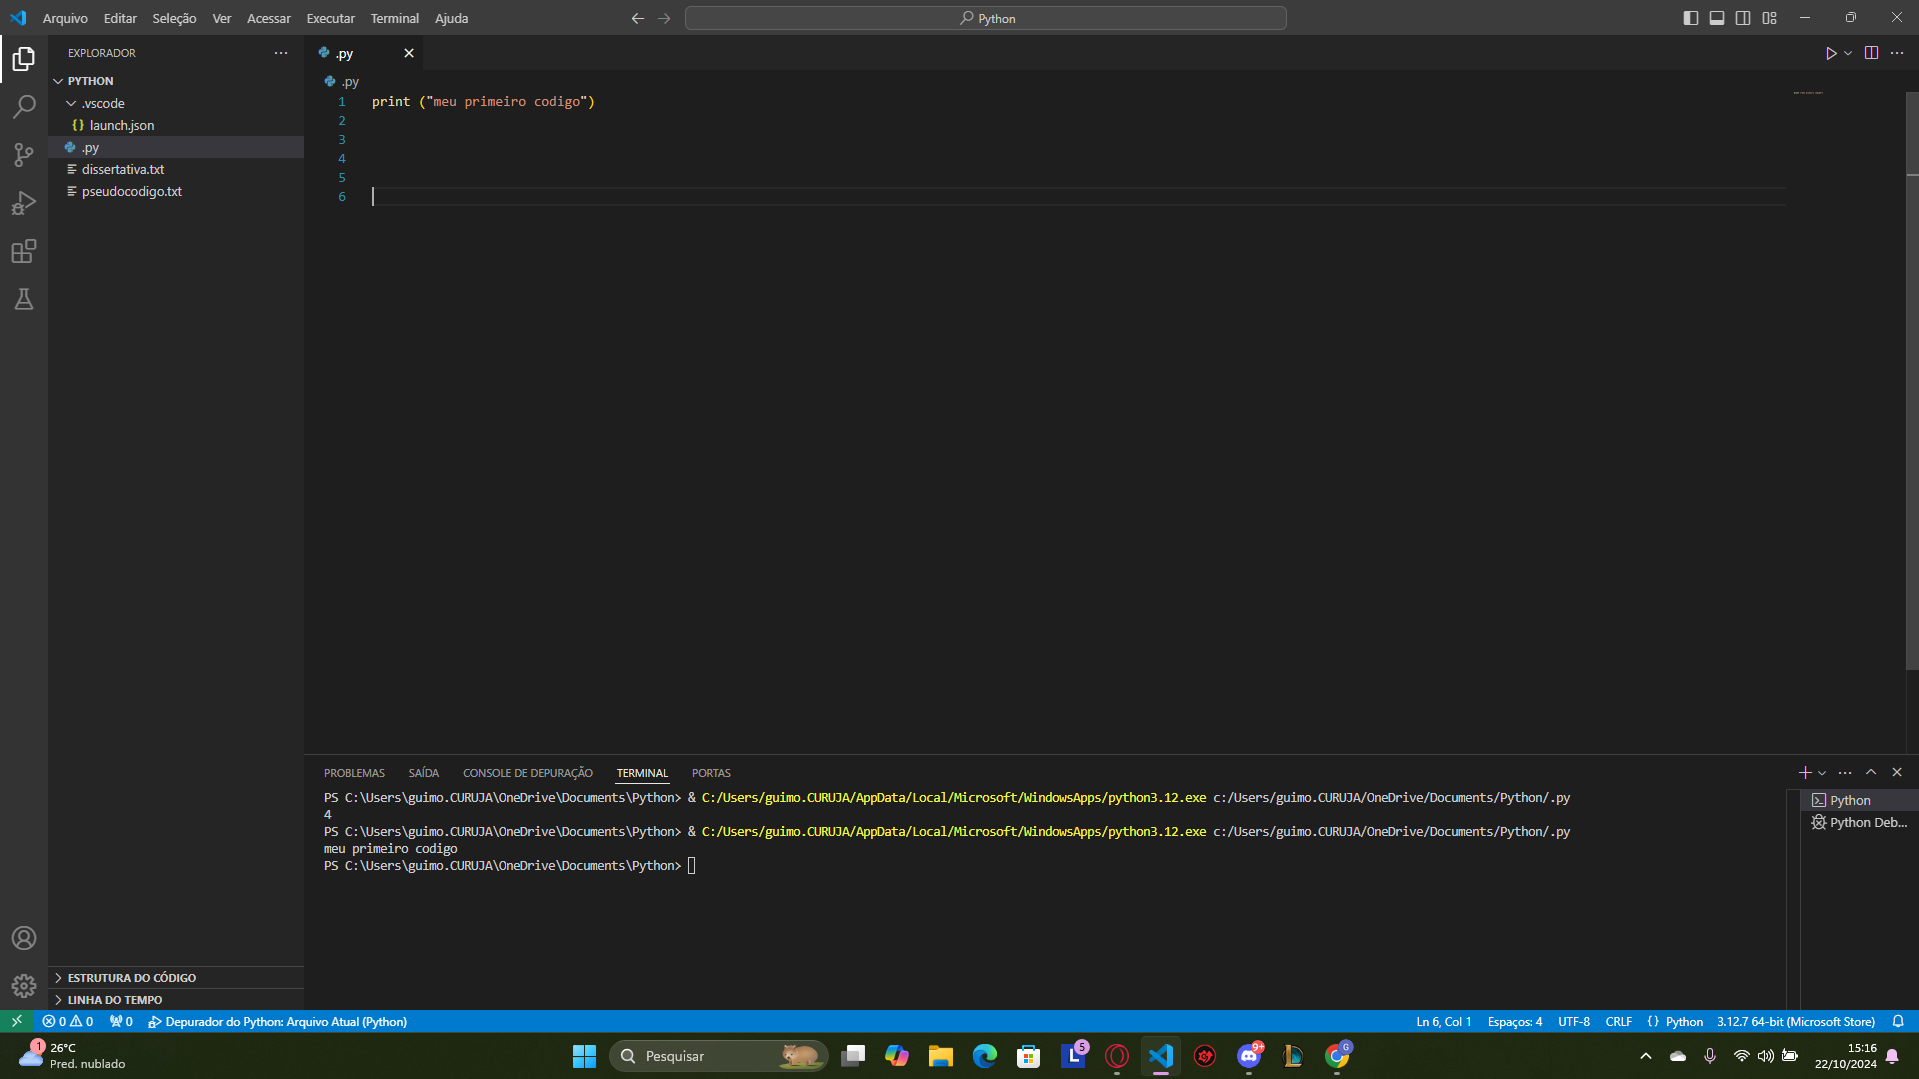 Arquivo Editar Seleção Ver Acessar Executar Terminal Ajuda
Python
EXPLORADOR
PYTHON
.vscode
{} launch.json
.py
dissertativa.txt
pseudocodigo.txt
ESTRUTURA DO CÓDIGO
LINHA DO TEMPO
.py
.py
1 print ("meu primeiro codigo")
2
3
4
5
6
PROBLEMAS SAÍDA CONSOLE DE DEPURAÇÃO TERMINAL PORTAS
PS C:\Users\guimo.CURUJA\OneDrive\Documents\Python> & C:/Users/guimo.CURUJA/AppData/Local/Microsoft/WindowsApps/python3.12.exe c:/Users/guimo.CURUJA/OneDrive/Documents/Python/.py
4
PS C:\Users\guimo.CURUJA\OneDrive\Documents\Python> & C:/Users/guimo.CURUJA/AppData/Local/Microsoft/WindowsApps/python3.12.exe c:/Users/guimo.CURUJA/OneDrive/Documents/Python/.py
meu primeiro codigo
PS C:\Users\guimo.CURUJA\OneDrive\Documents\Python>
Python
Python Deb...
0 0 0 Depurador do Python: Arquivo Atual (Python)
Ln 6, Col 1 Espaços: 4 UTF-8 CRLF {} Python 3.12.7 64-bit (Microsoft Store)
1
26°C
Pred. nublado
Pesquisar
L 5
9+
G
15:16
22/10/2024